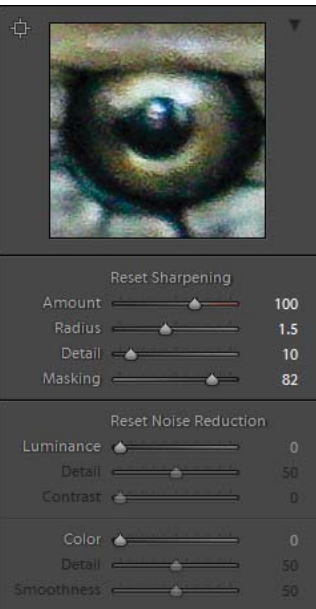 Reset Sharpening
Amount 100
Radius 1.5
Detail 10
Masking 82
Reset Noise Reduction
Luminance 0
Detail 50
Contrast 0
Color 0
Detail 50
Smoothness 50